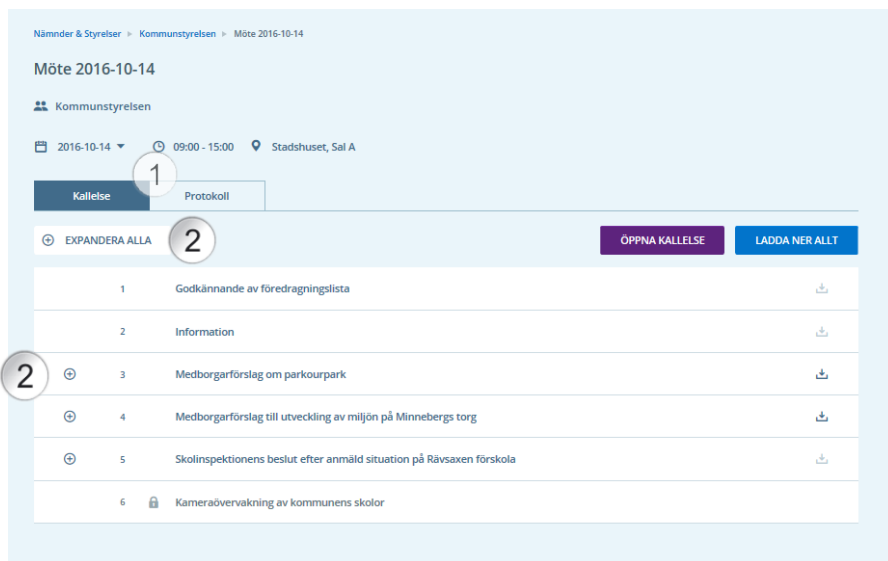 Nämnder & Styrelser ▸ Kommunstyrelsen ▸ Möte 2016-10-14
Möte 2016-10-14
Kommunstyrelsen
2016-10-14 09:00 - 15:00 Stadshuset, Sal A
1
Kallelse Protokoll
EXPANDERA ALLA 2 ÖPPNA KALLELSE LADDA NER ALLT
1 Godkännande av föredragningslista
2 Information
2 3 Medborgarförslag om parkourpark
4 Medborgarförslag till utveckling av miljön på Minnebergs torg
5 Skolinspektionens beslut efter anmäld situation på Rävsaxen förskola
6 Kameraövervakning av kommunens skolor